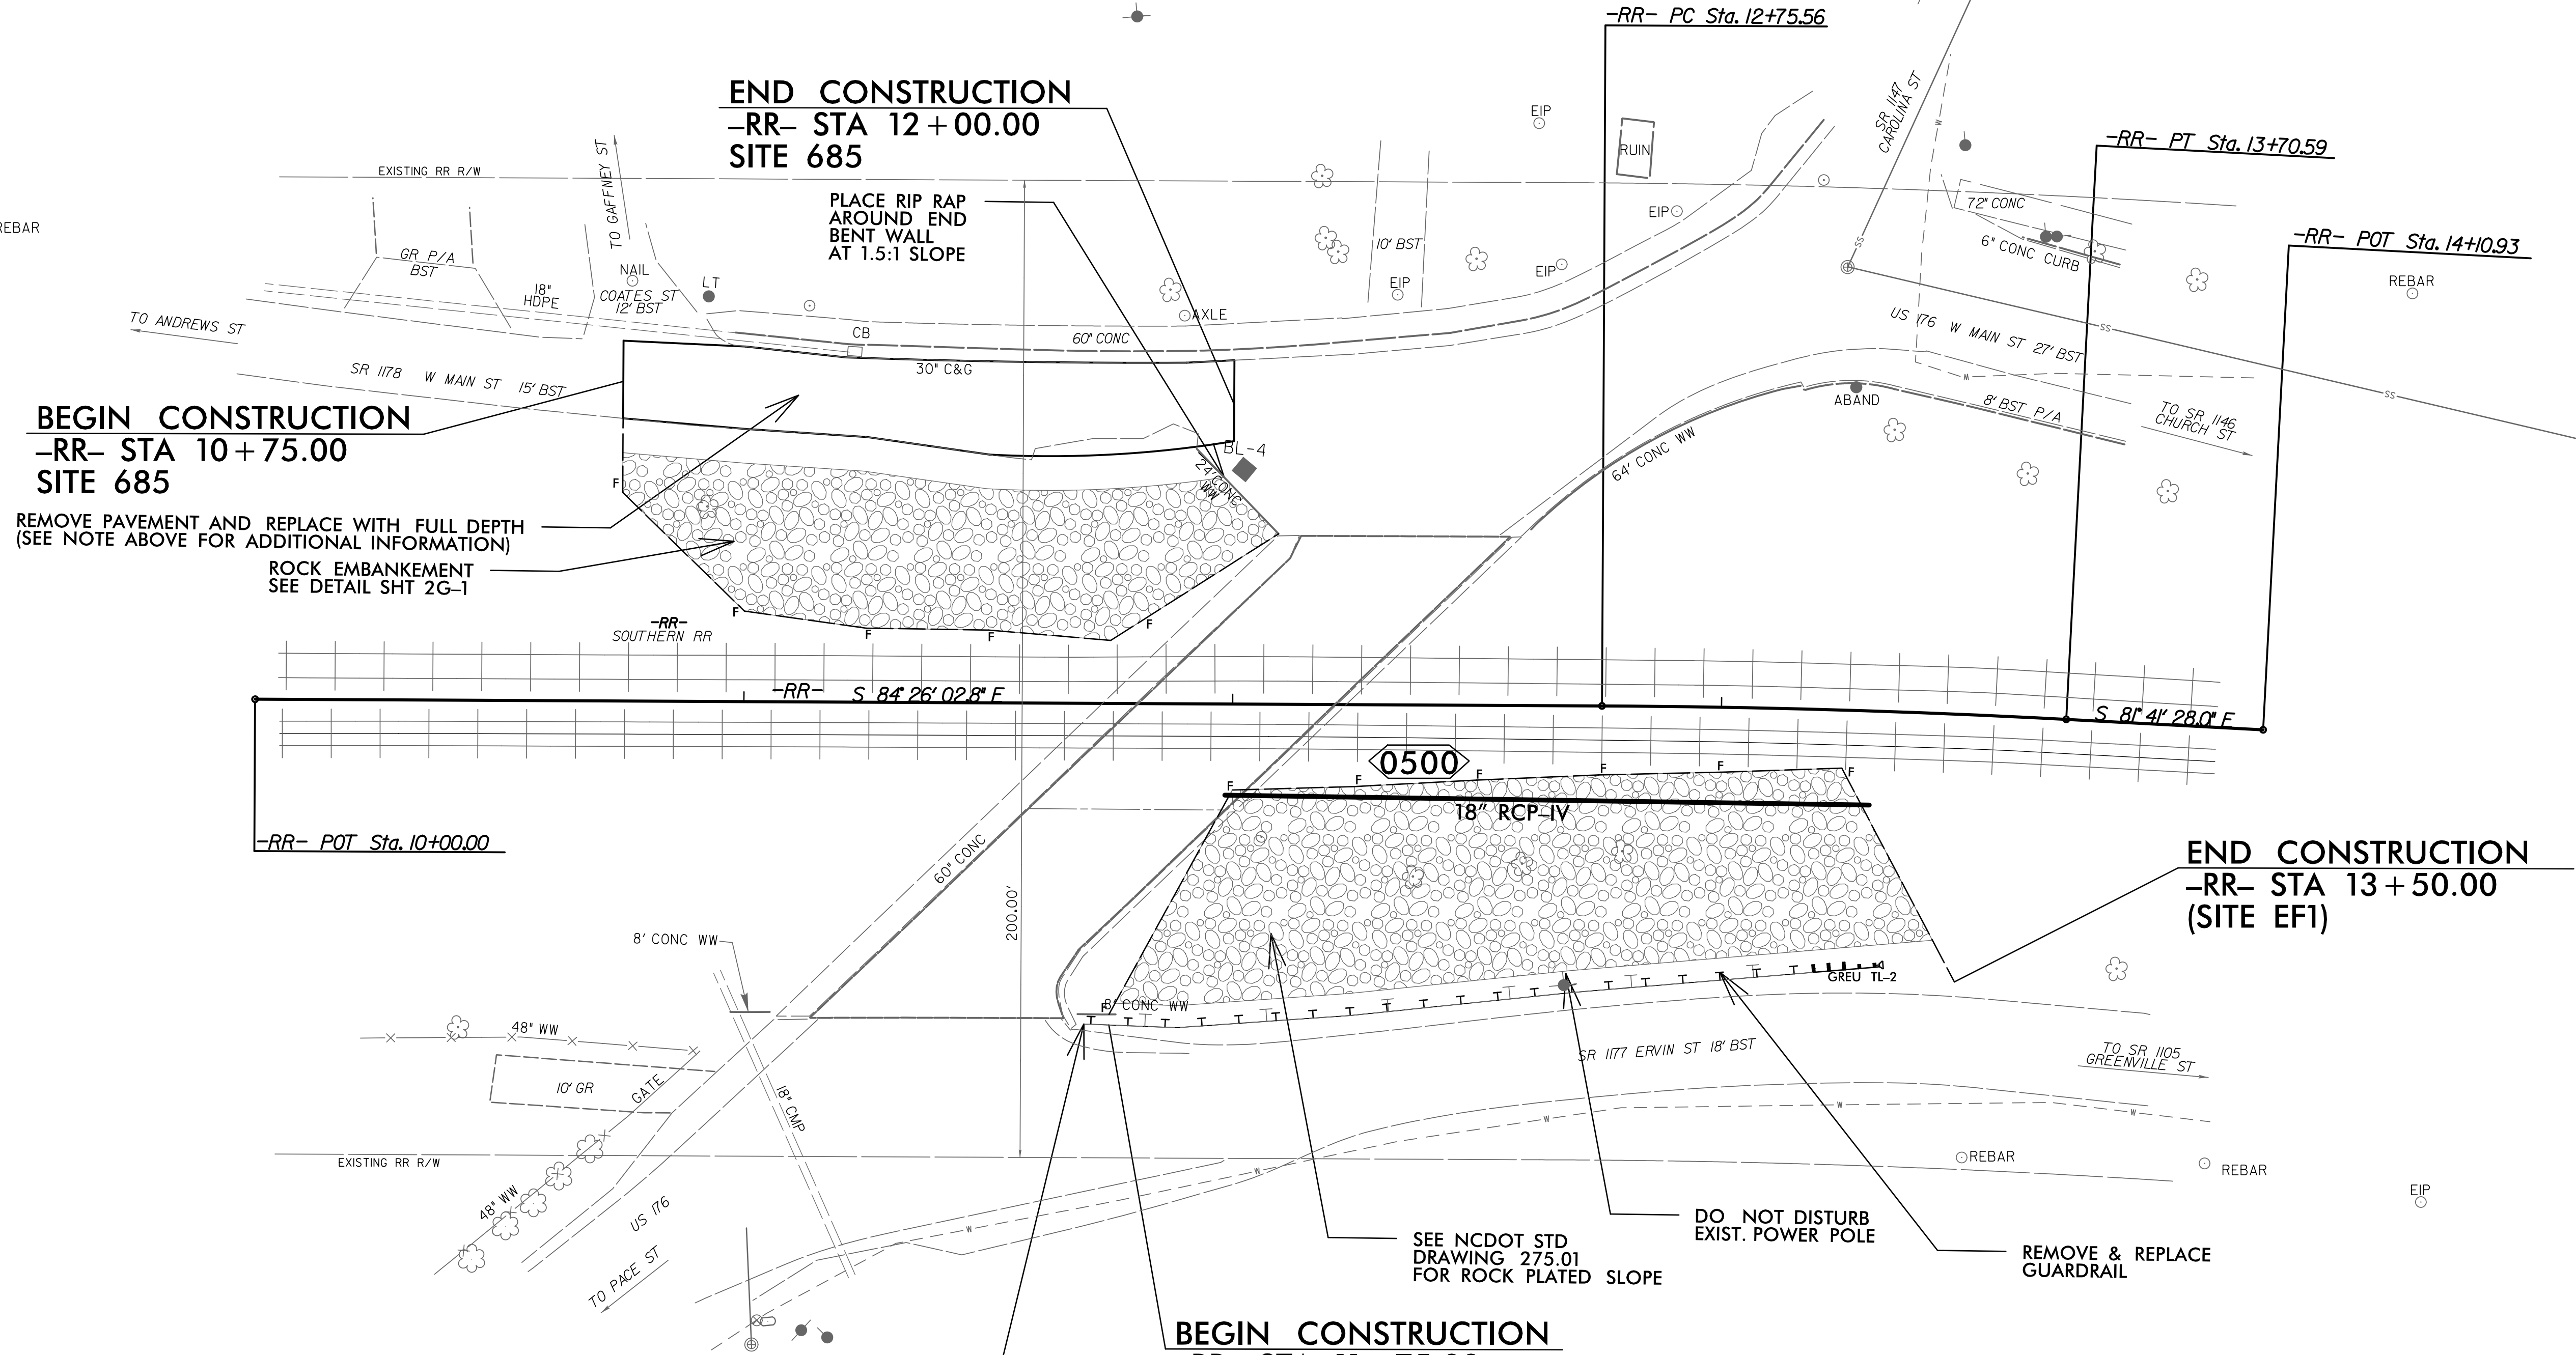 -RR- PC Sta. 12+75.56
END CONSTRUCTION
-RR- STA 12+00.00
SITE 685
PLACE RIP RAP
AROUND END
BENT WALL
AT 1.5:1 SLOPE
EXISTING RR R/W
TO GAFFNEY ST
REBAR
GR P/A
BST
NAIL
LT
18"
HDPE
COATES ST
12' BST
TO ANDREWS ST
CB
AXLE
60" CONC
30" C&G
SR 1178 W MAIN ST 15' BST
EIP
RUIN
EIP
10' BST
EIP
EIP
SR 1147
CAROLINA ST
W
-RR- PT Sta. 13+70.59
72" CONC
6" CONC CURB
-RR- POT Sta. 14+10.93
REBAR
SS
US 176 W MAIN ST 27' BST
SS
SS
W
ABAND
8' BST P/A
TO SR 1146
CHURCH ST
64' CONC WW
BEGIN CONSTRUCTION
-RR- STA 10+75.00
SITE 685
BL-4
24' CONC
WW
REMOVE PAVEMENT AND REPLACE WITH FULL DEPTH
(SEE NOTE ABOVE FOR ADDITIONAL INFORMATION)
ROCK EMBANKEMENT
SEE DETAIL SHT 2G-1
F
F
F
F
F
-RR-
SOUTHERN RR
-RR- S 84° 26' 02.8" E
S 81° 41' 28.0" E
-RR- POT Sta. 10+00.00
0500
F
F
F
F
F
F
18" RCP-IV
60" CONC
200.00'
END CONSTRUCTION
-RR- STA 13+50.00
(SITE EF1)
8' CONC WW
F
8' CONC WW
T T T T T T T T T T T T T T T T T T T T
GREU TL-2
48" WW
10' GR
GATE
18" CMP
SR 1177 ERVIN ST 18' BST
TO SR 1105
GREENVILLE ST
W
W
W
W
W
EXISTING RR R/W
48" WW
US 176
TO PACE ST
REBAR
REBAR
EIP
SEE NCDOT STD
DRAWING 275.01
FOR ROCK PLATED SLOPE
DO NOT DISTURB
EXIST. POWER POLE
REMOVE & REPLACE
GUARDRAIL
BEGIN CONSTRUCTION